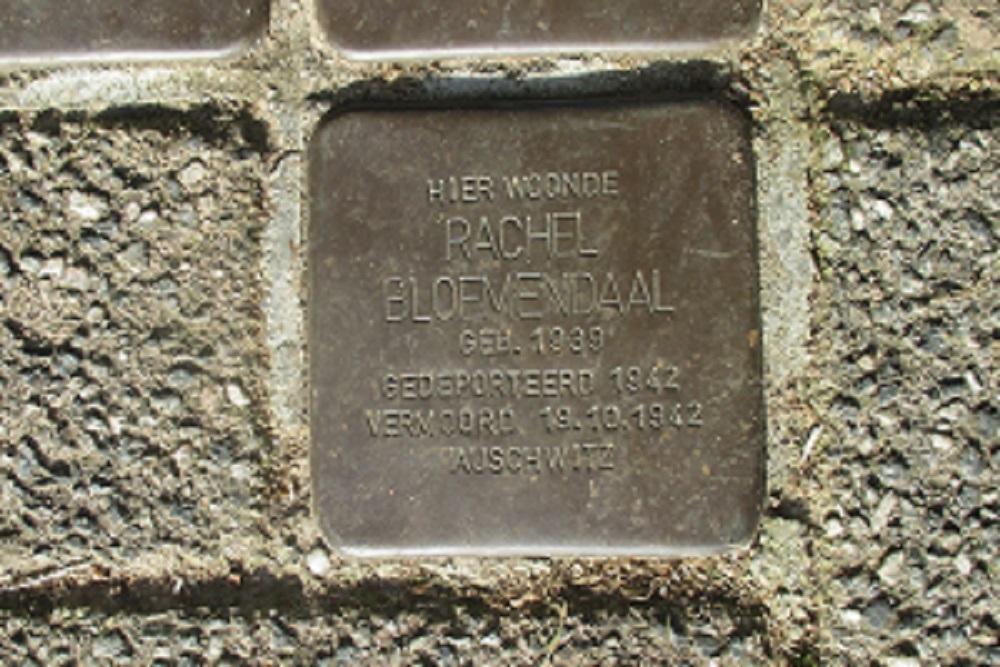 HIER WOONDE
RACHEL
BLOEMENDAAL
GEB. 1939
GEDEPORTEERD 1942
VERMOORD 19.10.1942
AUSCHWITZ